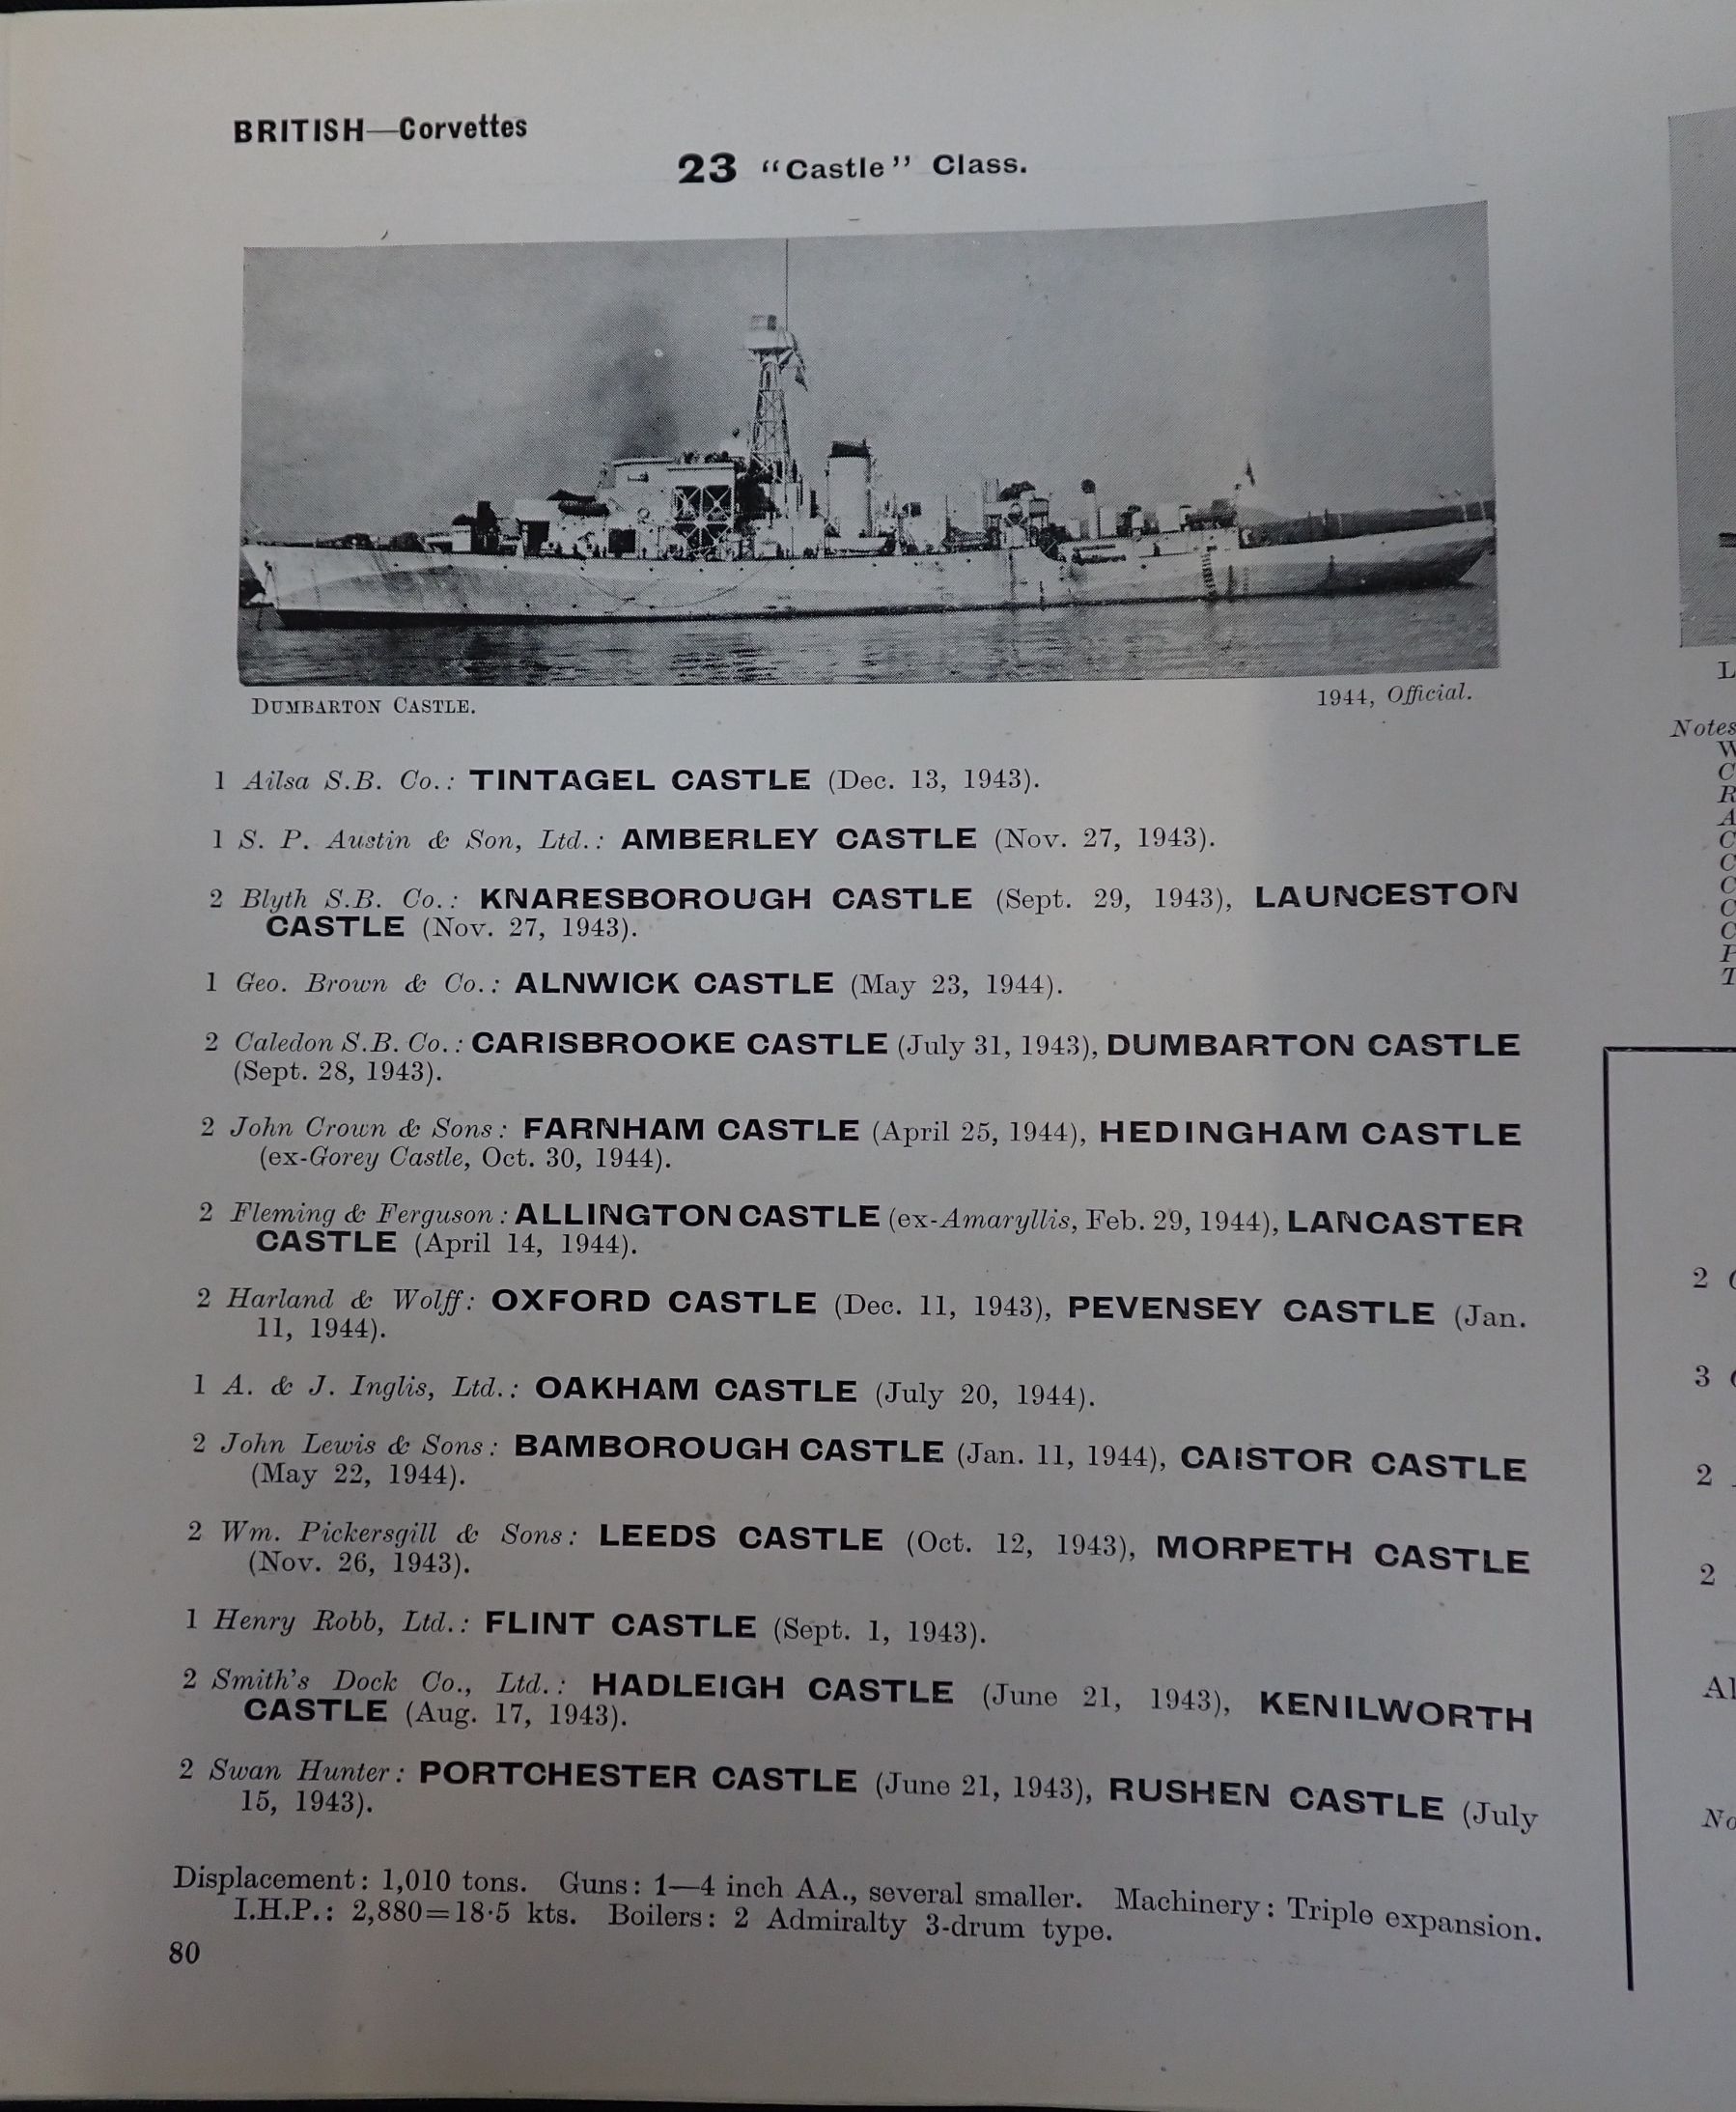 BRITISH—Corvettes
23 “Castle” Class.
DUMBARTON CASTLE.
1944, Official.
1 Ailsa S.B. Co.: TINTAGEL CASTLE (Dec. 13, 1943).
1 S. P. Austin & Son, Ltd.: AMBERLEY CASTLE (Nov. 27, 1943).
2 Blyth S.B. Co.: KNARESBOROUGH CASTLE (Sept. 29, 1943), LAUNCESTON
CASTLE (Nov. 27, 1943).
1 Geo. Brown & Co.: ALNWICK CASTLE (May 23, 1944).
2 Caledon S.B. Co.: CARISBROOKE CASTLE (July 31, 1943), DUMBARTON CASTLE
(Sept. 28, 1943).
2 John Crown & Sons: FARNHAM CASTLE (April 25, 1944), HEDINGHAM CASTLE
(ex-Gorey Castle, Oct. 30, 1944).
2 Fleming & Ferguson: ALLINGTON CASTLE (ex-Amaryllis, Feb. 29, 1944), LANCASTER
CASTLE (April 14, 1944).
2 Harland & Wolff: OXFORD CASTLE (Dec. 11, 1943), PEVENSEY CASTLE (Jan.
11, 1944).
1 A. & J. Inglis, Ltd.: OAKHAM CASTLE (July 20, 1944).
2 John Lewis & Sons: BAMBOROUGH CASTLE (Jan. 11, 1944), CAISTOR CASTLE
(May 22, 1944).
2 Wm. Pickersgill & Sons: LEEDS CASTLE (Oct. 12, 1943), MORPETH CASTLE
(Nov. 26, 1943).
1 Henry Robb, Ltd.: FLINT CASTLE (Sept. 1, 1943).
2 Smith's Dock Co., Ltd.: HADLEIGH CASTLE (June 21, 1943), KENILWORTH
CASTLE (Aug. 17, 1943).
2 Swan Hunter: PORTCHESTER CASTLE (June 21, 1943), RUSHEN CASTLE (July
15, 1943).
Displacement: 1,010 tons. Guns: 1—4 inch AA., several smaller. Machinery: Triple expansion.
I.H.P.: 2,880=18·5 kts. Boilers: 2 Admiralty 3-drum type.
80
Notes
2
3
2
2